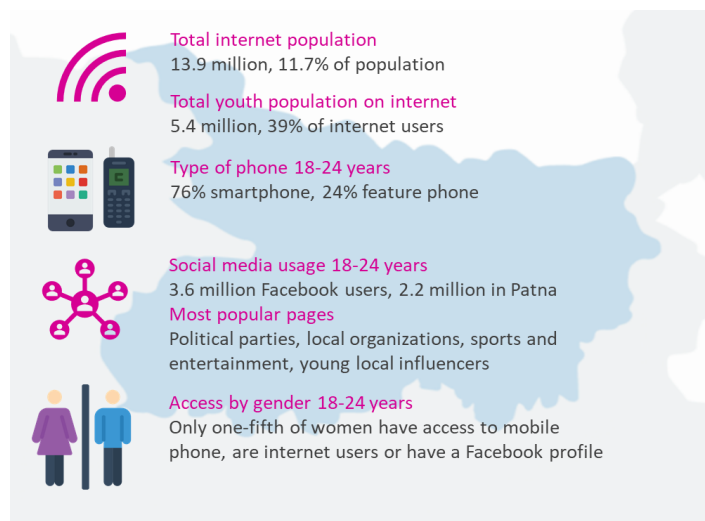 Total internet population
13.9 million, 11.7% of population
Total youth population on internet
5.4 million, 39% of internet users
Type of phone 18-24 years
76% smartphone, 24% feature phone
Social media usage 18-24 years
3.6 million Facebook users, 2.2 million in Patna
Most popular pages
Political parties, local organizations, sports and
entertainment, young local influencers
Access by gender 18-24 years
Only one-fifth of women have access to mobile
phone, are internet users or have a Facebook profile